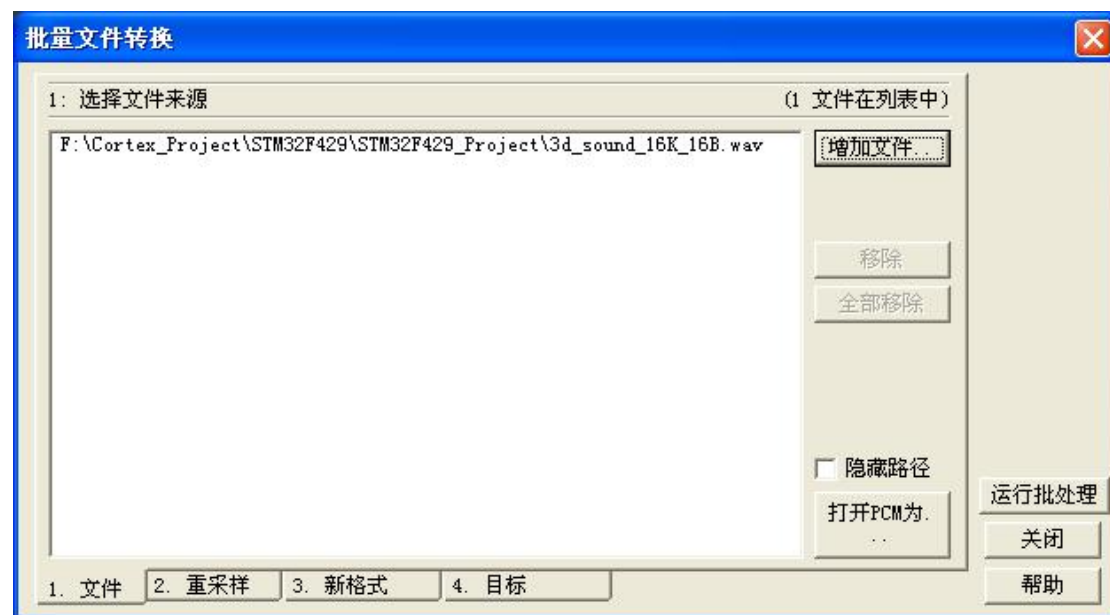 批量文件转换
1: 选择文件来源 (1 文件在列表中)
F:\Cortex_Project\STM32F429\STM32F429_Project\3d_sound_16K_16B.wav
增加文件...
移除
全部移除
隐藏路径
打开PCM为.
..
运行批处理
关闭
帮助
1. 文件 2. 重采样 3. 新格式 4. 目标